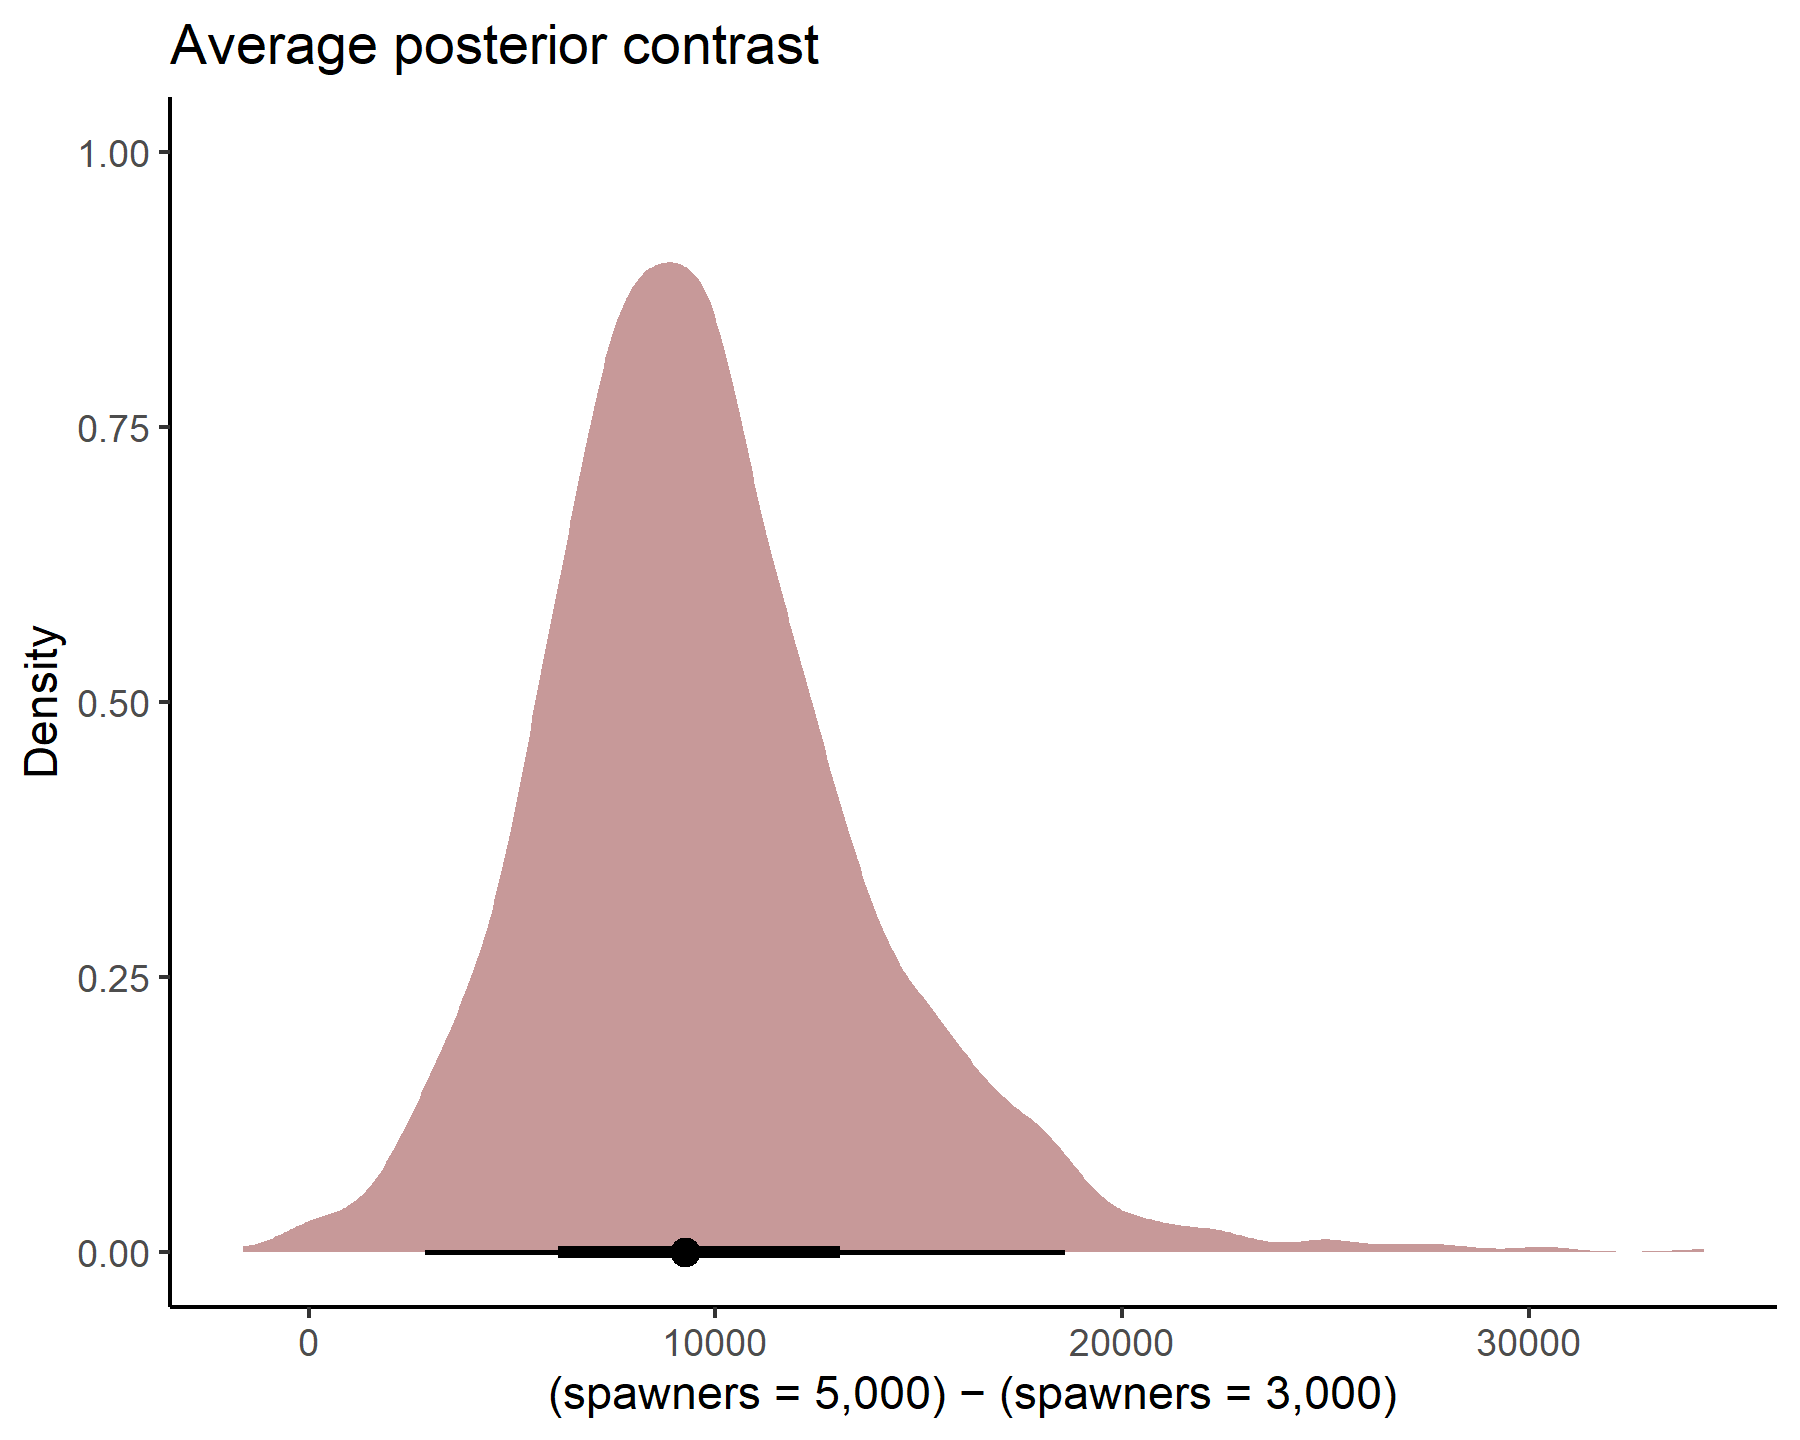 Average posterior contrast
1.00
0.75
0.50
0.25
0.00
Density
0 10000 20000 30000
(spawners = 5,000) − (spawners = 3,000)